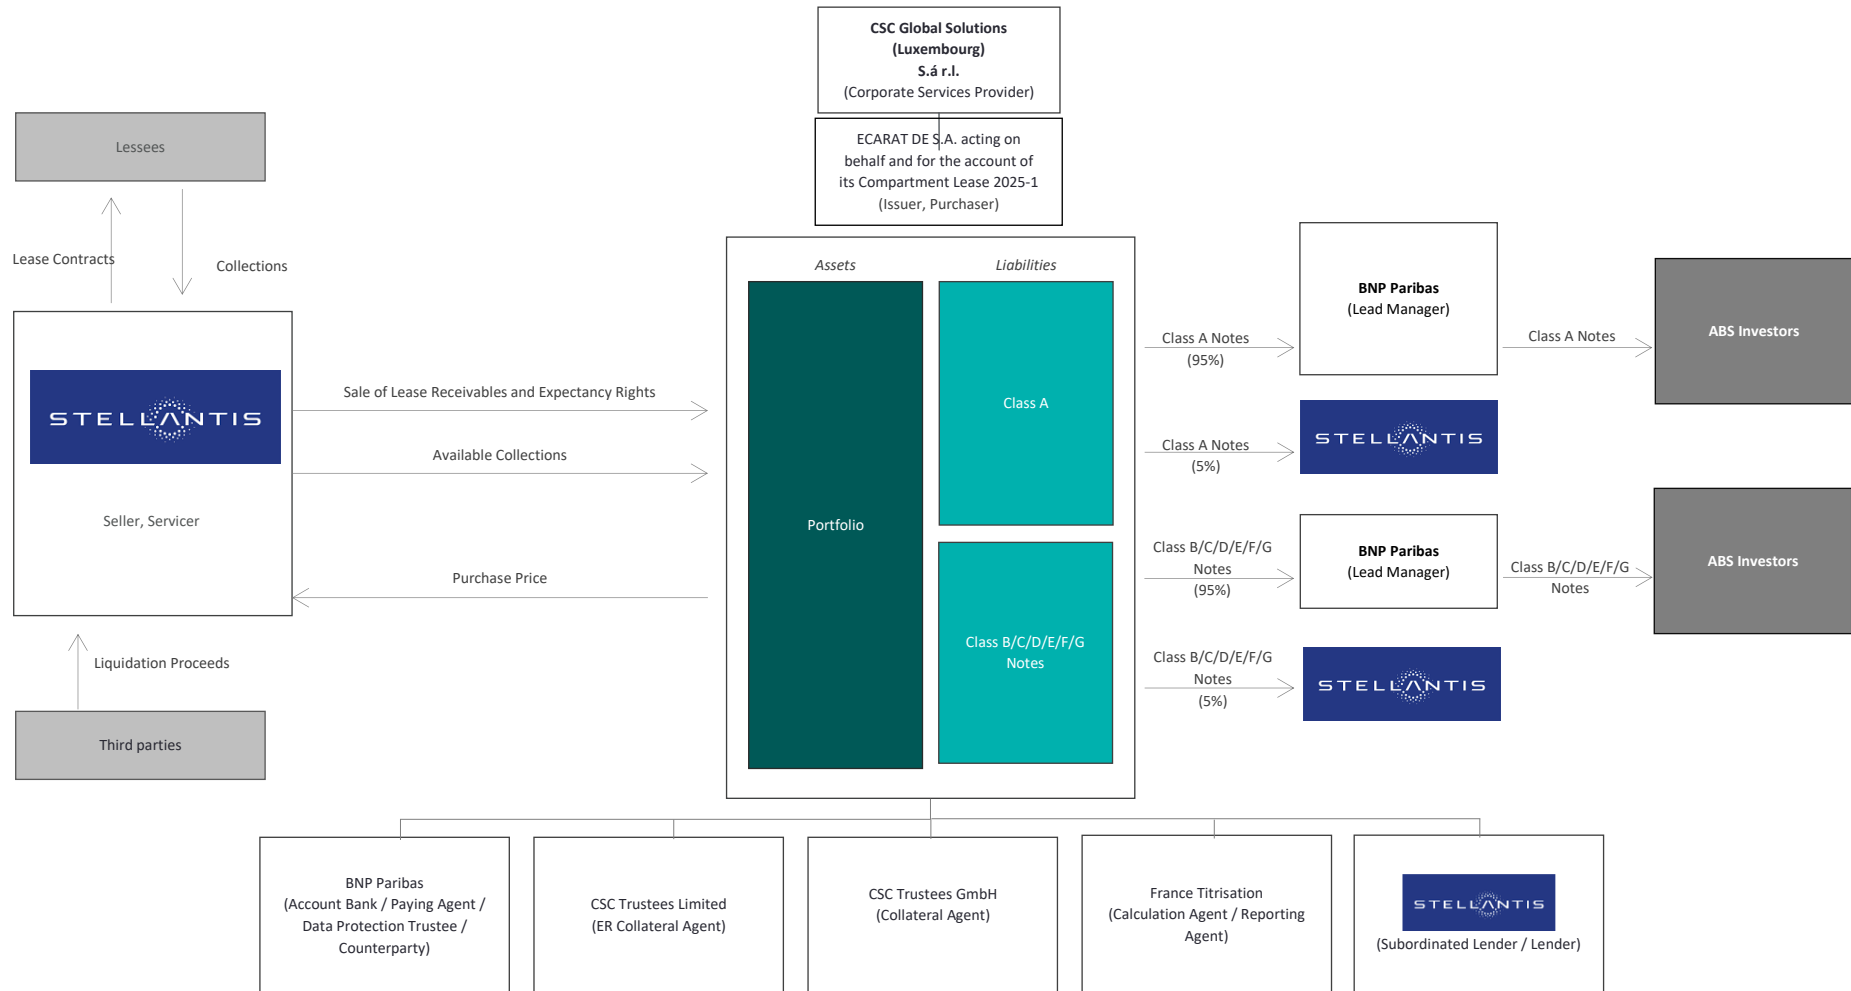 CSC Global Solutions
(Luxembourg)
S.á r.l.
(Corporate Services Provider)
ECARAT DE S.A. acting on
behalf and for the account of
its Compartment Lease 2025-1
(Issuer, Purchaser)
Lessees
Lease Contracts
Collections
STELLANTIS
Seller, Servicer
Liquidation Proceeds
Third parties
Sale of Lease Receivables and Expectancy Rights
Available Collections
Purchase Price
Assets
Liabilities
Portfolio
Class A
Class B/C/D/E/F/G
Notes
Class A Notes
(95%)
BNP Paribas
(Lead Manager)
Class A Notes
ABS Investors
Class A Notes
(5%)
STELLANTIS
Class B/C/D/E/F/G
Notes
(95%)
BNP Paribas
(Lead Manager)
Class B/C/D/E/F/G
Notes
ABS Investors
Class B/C/D/E/F/G
Notes
(5%)
STELLANTIS
BNP Paribas
(Account Bank / Paying Agent /
Data Protection Trustee /
Counterparty)
CSC Trustees Limited
(ER Collateral Agent)
CSC Trustees GmbH
(Collateral Agent)
France Titrisation
(Calculation Agent / Reporting
Agent)
STELLANTIS
(Subordinated Lender / Lender)